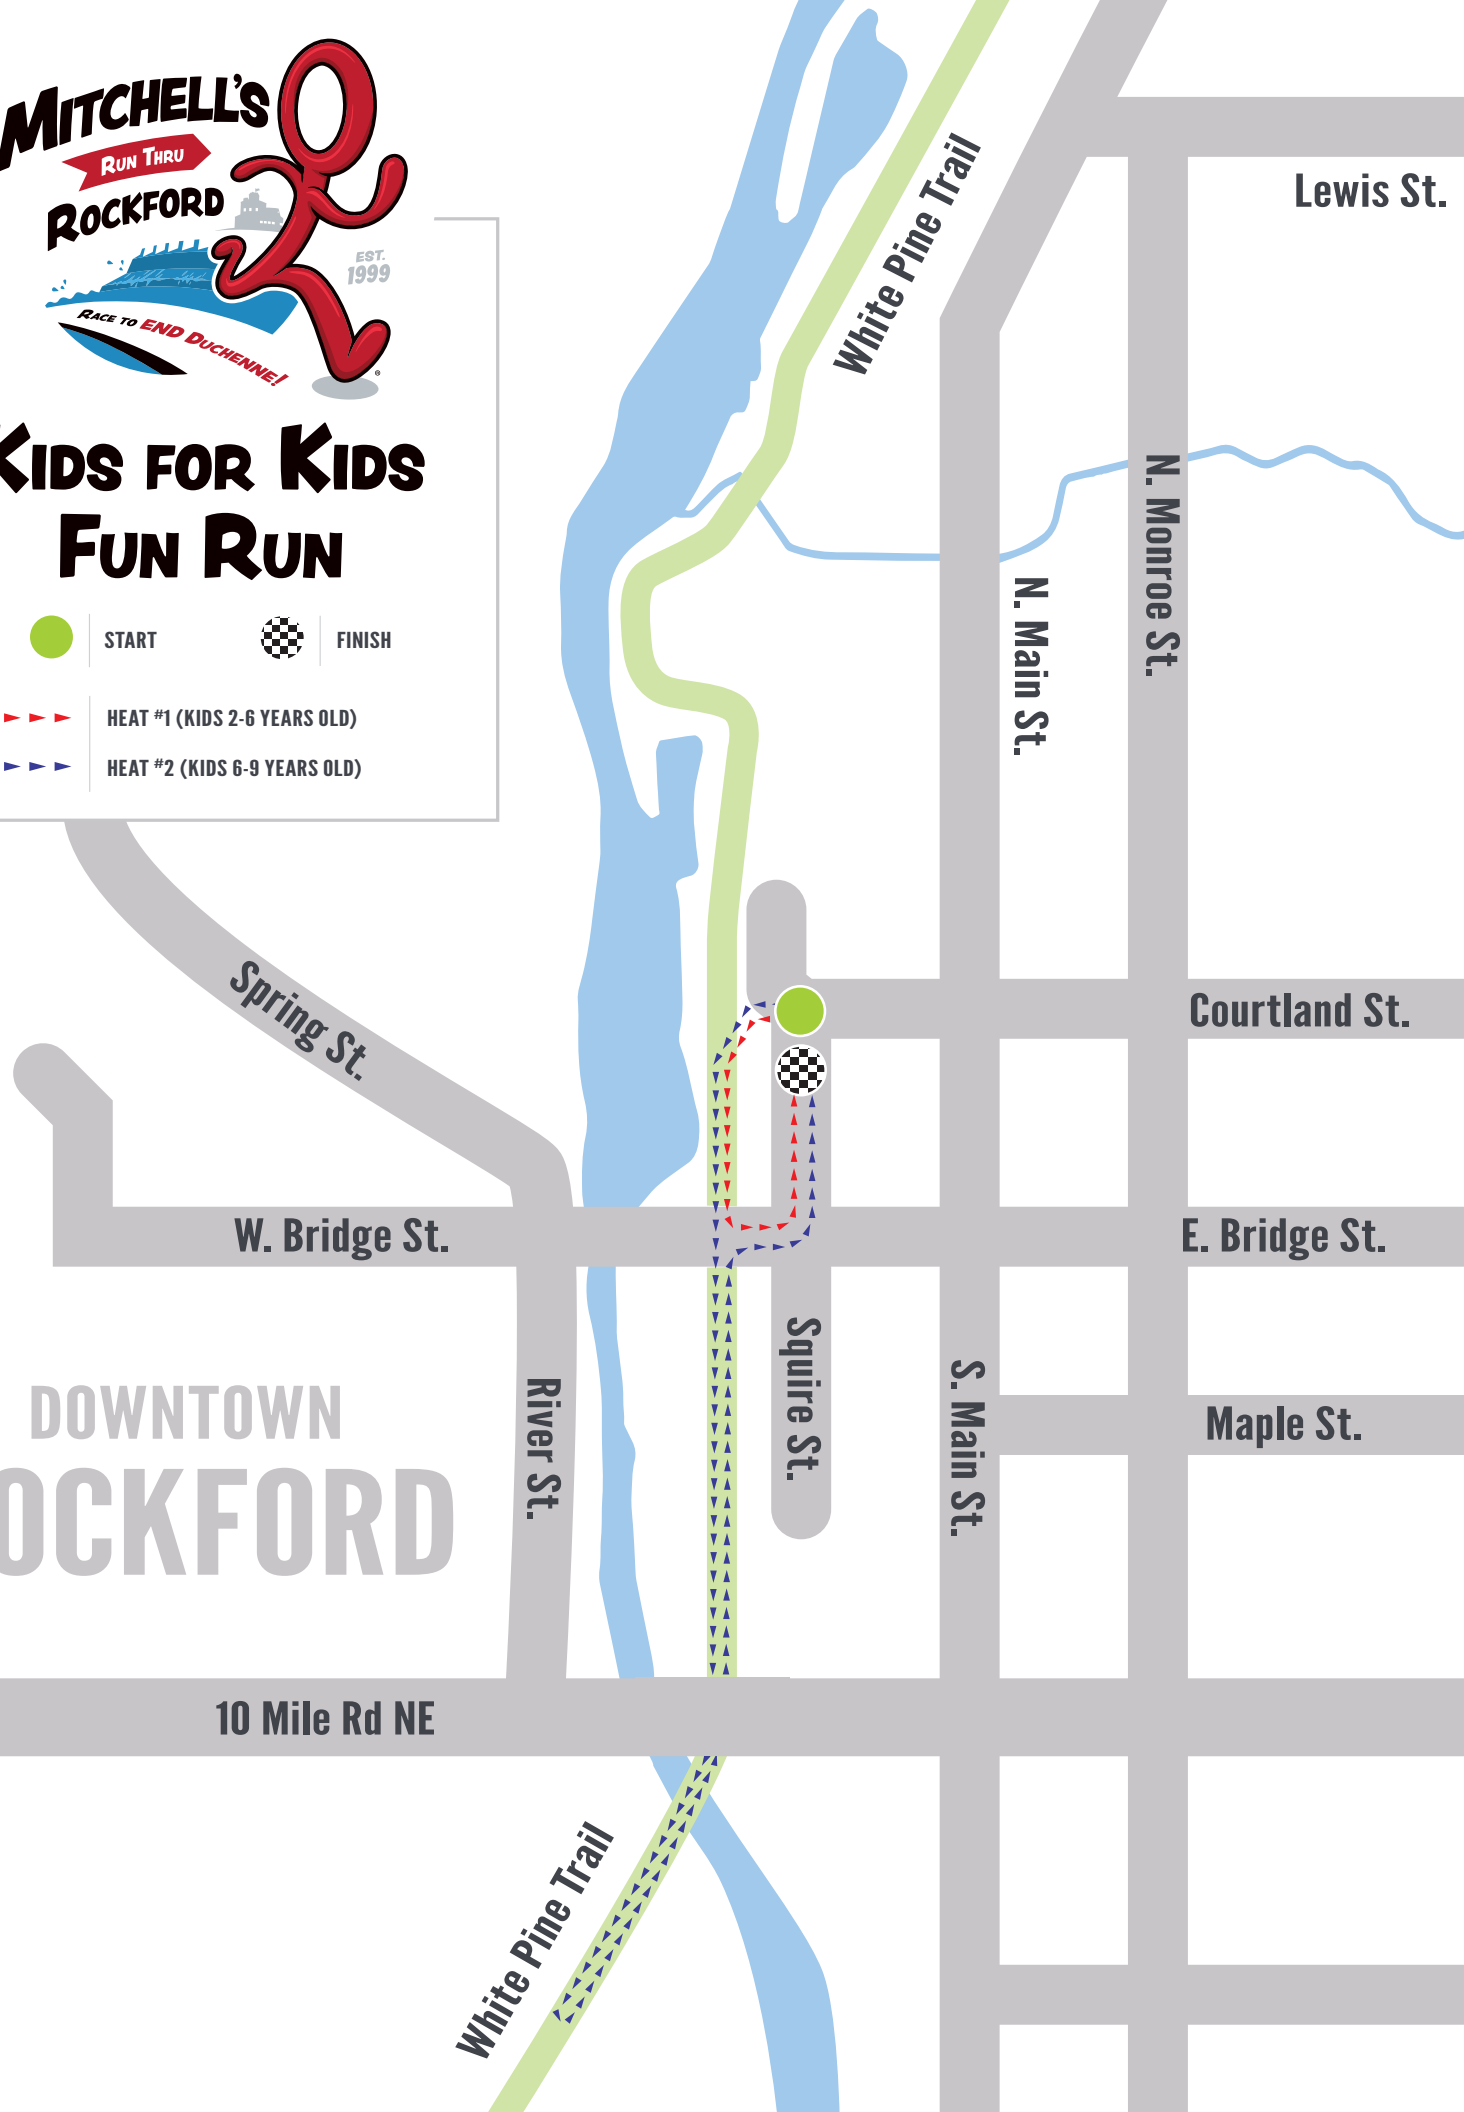 MITCHELL'S
RUN THRU
ROCKFORD
EST.
1999
RACE TO END DUCHENNE!
®
KIDS FOR KIDS
FUN RUN
START
FINISH
HEAT #1 (KIDS 2-6 YEARS OLD)
HEAT #2 (KIDS 6-9 YEARS OLD)
White Pine Trail
Lewis St.
N. Monroe St.
N. Main St.
Spring St.
Courtland St.
W. Bridge St.
E. Bridge St.
Squire St.
S. Main St.
River St.
Maple St.
DOWNTOWN
OCKFORD
10 Mile Rd NE
White Pine Trail